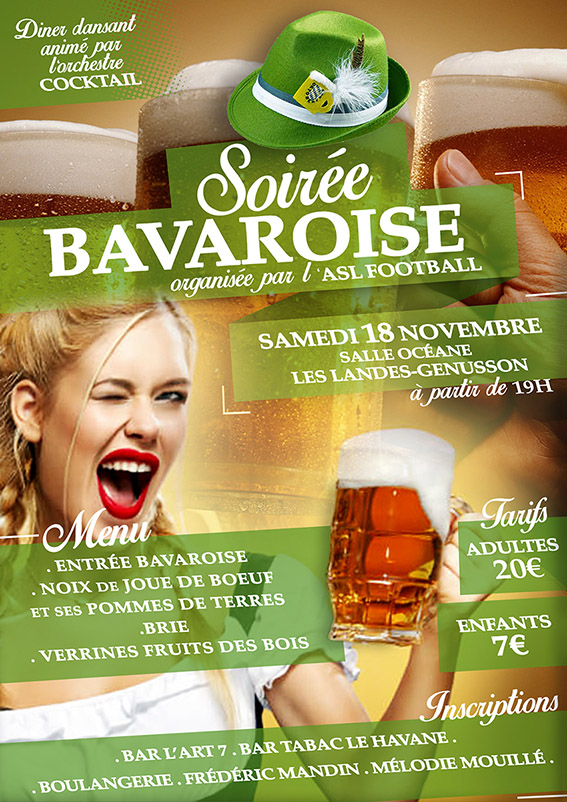 Diner dansant
animé par
l'orchestre
COCKTAIL
Soirée
BAVAROISE
organisée par l'ASL FOOTBALL
SAMEDI 18 NOVEMBRE
SALLE OCÉANE
LES LANDES-GENUSSON
à partir de 19H
Menu
. ENTRÉE BAVAROISE
. NOIX DE JOUE DE BOEUF
ET SES POMMES DE TERRES
.BRIE
. VERRINES FRUITS DES BOIS
Tarifs
ADULTES
20€
ENFANTS
7€
Inscriptions
. BAR L'ART 7 . BAR TABAC LE HAVANE .
. BOULANGERIE . FRÉDÉRIC MANDIN . MÉLODIE MOUILLÉ .